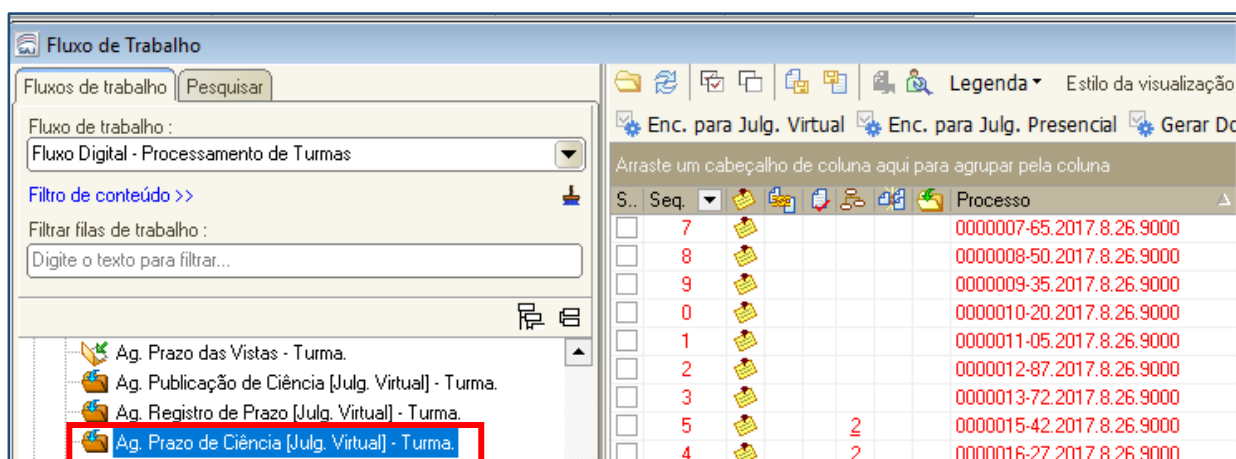 Fluxo de Trabalho
Fluxos de trabalho Pesquisar
Fluxo de trabalho :
Fluxo Digital - Processamento de Turmas
Filtro de conteúdo >>
Filtrar filas de trabalho :
Digite o texto para filtrar...
Ag. Prazo das Vistas - Turma.
Ag. Publicação de Ciência [Julg. Virtual] - Turma.
Ag. Registro de Prazo [Julg. Virtual] - Turma.
Ag. Prazo de Ciência [Julg. Virtual] - Turma.
Legenda Estilo da visualização
Enc. para Julg. Virtual Enc. para Julg. Presencial Gerar Do
Arraste um cabeçalho de coluna aqui para agrupar pela coluna
S.. Seq. Processo
7 0000007-65.2017.8.26.9000
8 0000008-50.2017.8.26.9000
9 0000009-35.2017.8.26.9000
0 0000010-20.2017.8.26.9000
1 0000011-05.2017.8.26.9000
2 0000012-87.2017.8.26.9000
3 0000013-72.2017.8.26.9000
5 2 0000015-42.2017.8.26.9000
4 2 0000016-27.2017.8.26.9000